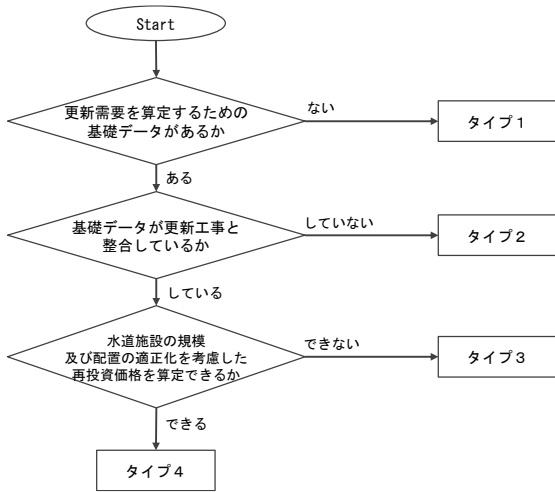 Start
更新需要を算定するための
基礎データがあるか
ない
タイプ１
ある
基礎データが更新工事と
整合しているか
していない
タイプ２
している
水道施設の規模
及び配置の適正化を考慮した
再投資価格を算定できるか
できない
タイプ３
できる
タイプ４